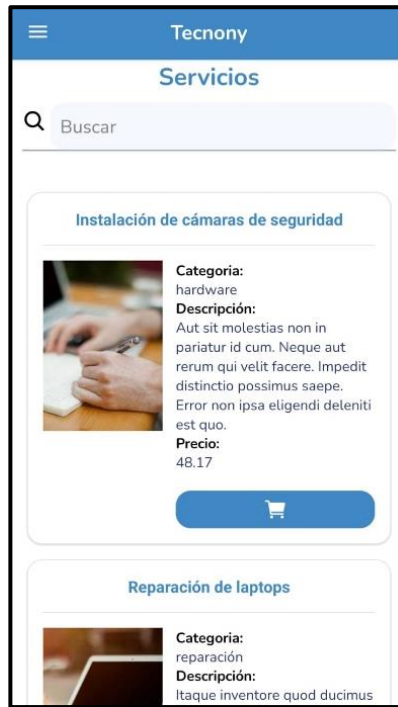 Tecnony
Servicios
Buscar
Instalación de cámaras de seguridad
Categoria:
hardware
Descripción:
Aut sit molestias non in
pariatur id cum. Neque aut
rerum qui velit facere. Impedit
distinctio possimus saepe.
Error non ipsa eligendi deleniti
est quo.
Precio:
48.17
Reparación de laptops
Categoria:
reparación
Descripción:
Itaque inventore quod ducimus